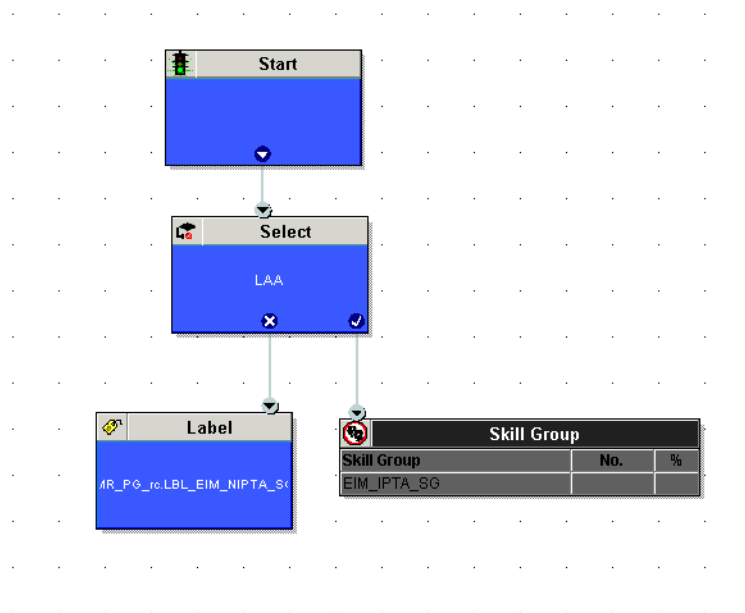 Start
Select
LAA
Label
MR_PG_rc.LBL_EIM_NIPTA_S
Skill Group
Skill Group No. %
EIM_IPTA_SG